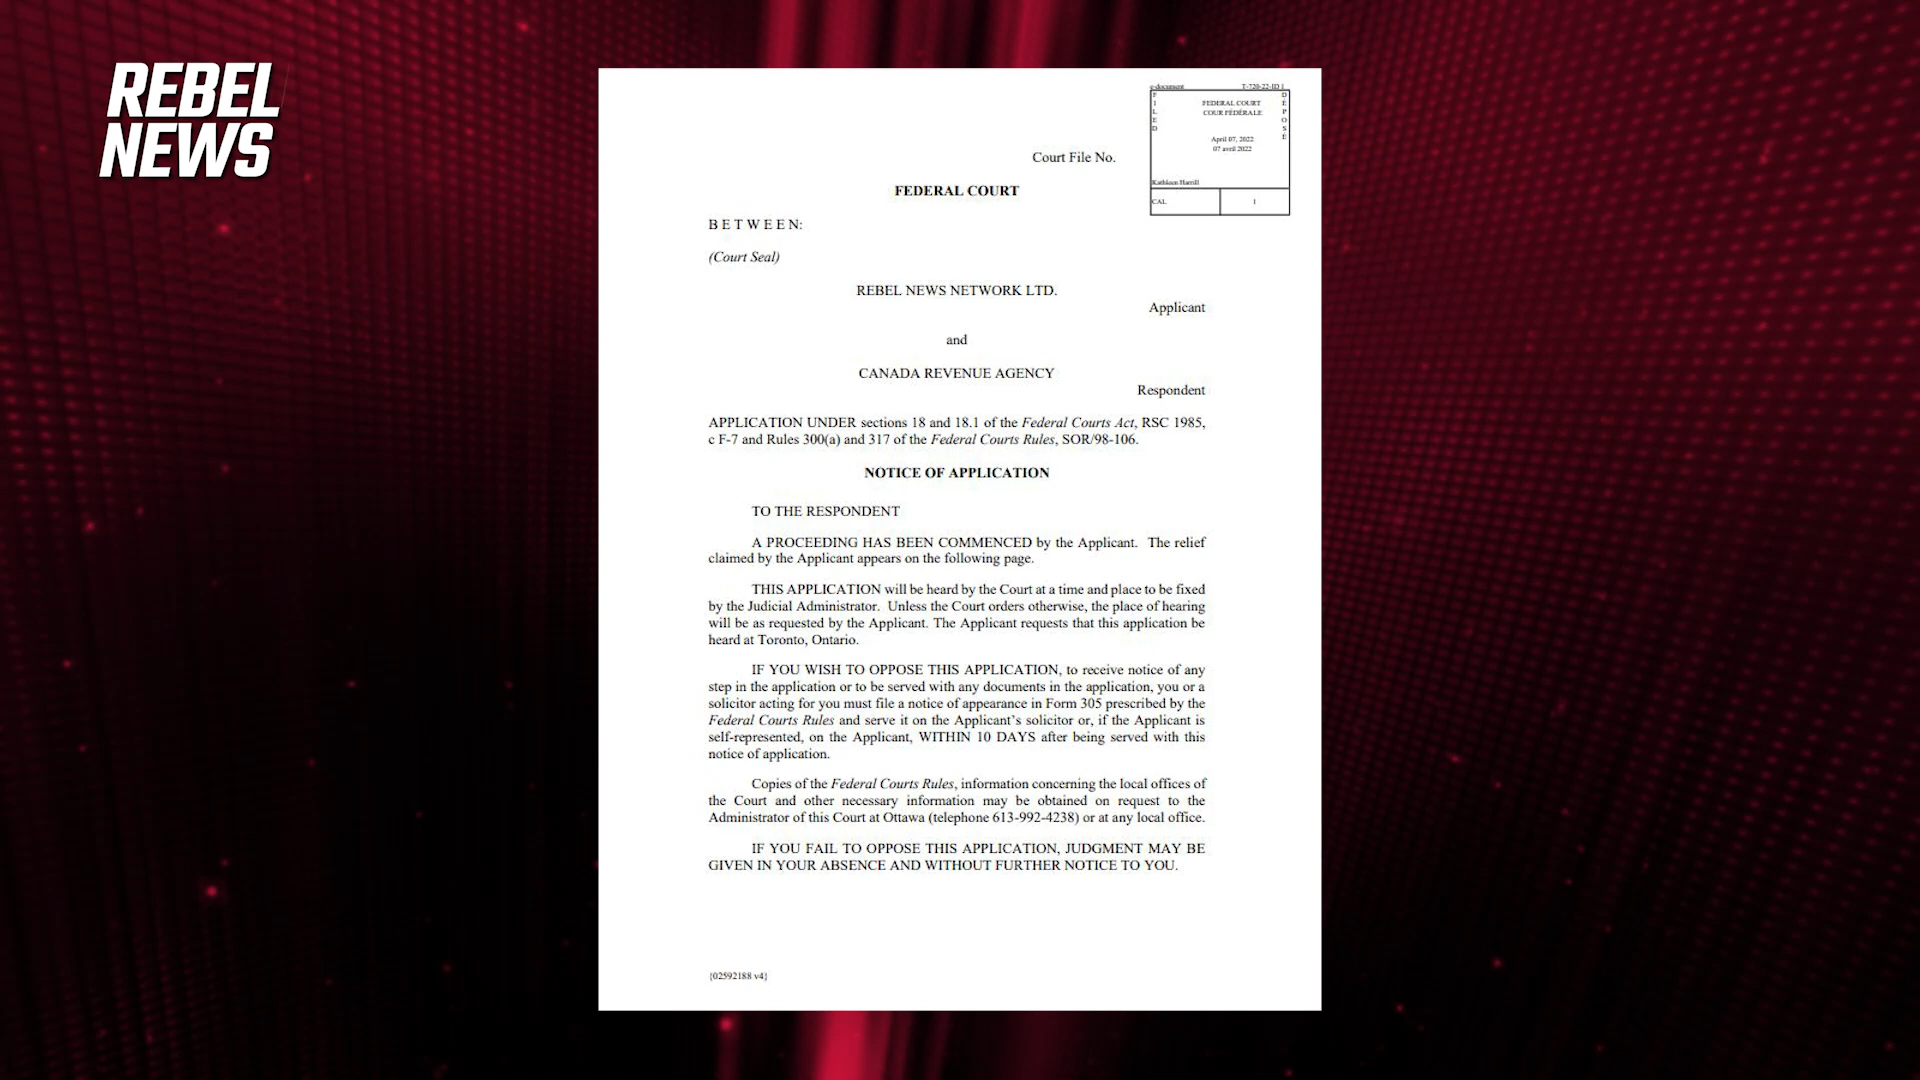 REBEL
NEWS
e-document
T-720-22-ID 1
FILED
FEDERAL COURT
COUR FÉDÉRALE
DÉPOSÉ
April 07, 2022
07 avril 2022
Kathleen Harrill
CAL
1
Court File No.
FEDERAL COURT
B E T W E E N:
(Court Seal)
REBEL NEWS NETWORK LTD.
Applicant
and
CANADA REVENUE AGENCY
Respondent
APPLICATION UNDER sections 18 and 18.1 of the Federal Courts Act, RSC 1985,
c F-7 and Rules 300(a) and 317 of the Federal Courts Rules, SOR/98-106.
NOTICE OF APPLICATION
TO THE RESPONDENT
A PROCEEDING HAS BEEN COMMENCED by the Applicant. The relief
claimed by the Applicant appears on the following page.
THIS APPLICATION will be heard by the Court at a time and place to be fixed
by the Judicial Administrator. Unless the Court orders otherwise, the place of hearing
will be as requested by the Applicant. The Applicant requests that this application be
heard at Toronto, Ontario.
IF YOU WISH TO OPPOSE THIS APPLICATION, to receive notice of any
step in the application or to be served with any documents in the application, you or a
solicitor acting for you must file a notice of appearance in Form 305 prescribed by the
Federal Courts Rules and serve it on the Applicant's solicitor or, if the Applicant is
self-represented, on the Applicant, WITHIN 10 DAYS after being served with this
notice of application.
Copies of the Federal Courts Rules, information concerning the local offices of
the Court and other necessary information may be obtained on request to the
Administrator of this Court at Ottawa (telephone 613-992-4238) or at any local office.
IF YOU FAIL TO OPPOSE THIS APPLICATION, JUDGMENT MAY BE
GIVEN IN YOUR ABSENCE AND WITHOUT FURTHER NOTICE TO YOU.
{02592188 v4}